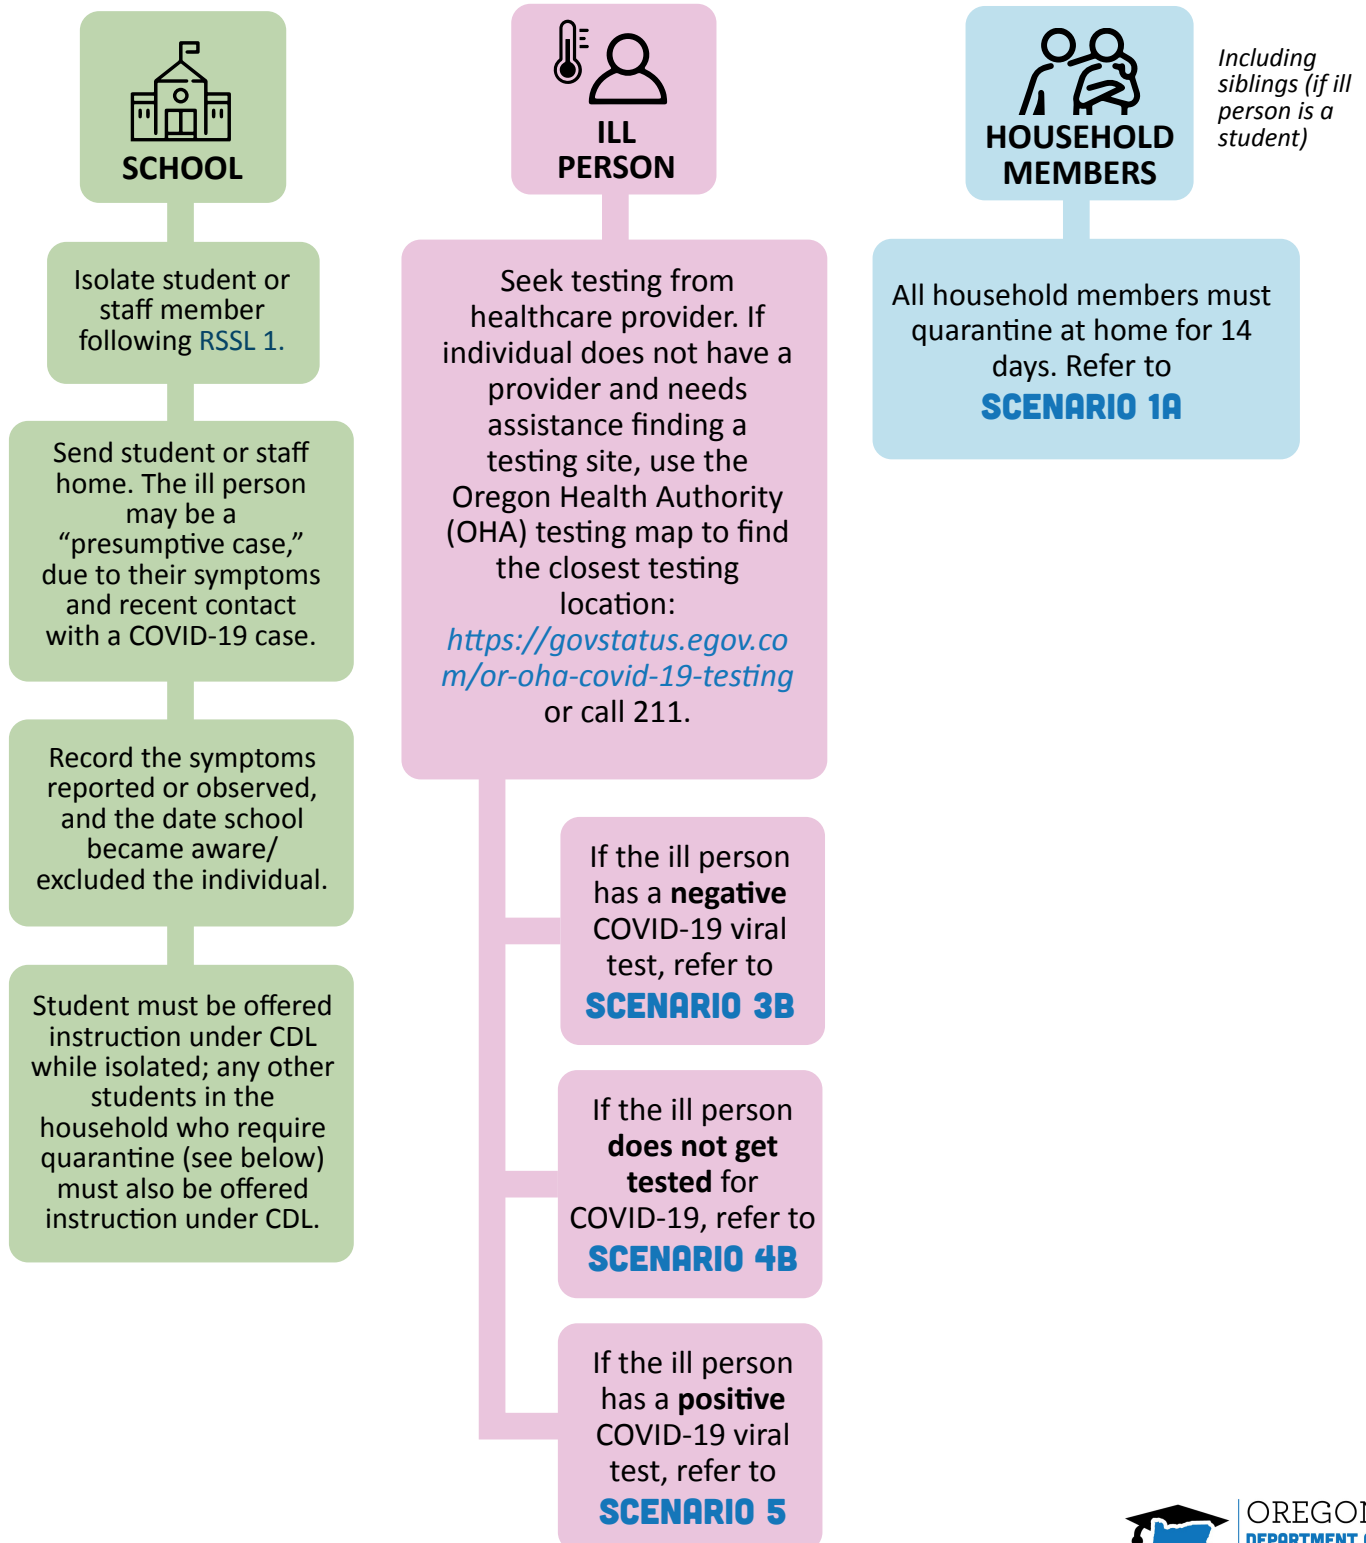 SCHOOL
Isolate student or
staff member
following RSSL 1.
Send student or staff
home. The ill person
may be a
“presumptive case,”
due to their symptoms
and recent contact
with a COVID-19 case.
Record the symptoms
reported or observed,
and the date school
became aware/
excluded the individual.
Student must be offered
instruction under CDL
while isolated; any other
students in the
household who require
quarantine (see below)
must also be offered
instruction under CDL.
ILL
PERSON
Seek testing from
healthcare provider. If
individual does not have a
provider and needs
assistance finding a
testing site, use the
Oregon Health Authority
(OHA) testing map to find
the closest testing
location:
https://govstatus.egov.co
m/or-oha-covid-19-testing
or call 211.
If the ill person
has a negative
COVID-19 viral
test, refer to
SCENARIO 3B
If the ill person
does not get
tested for
COVID-19, refer to
SCENARIO 4B
If the ill person
has a positive
COVID-19 viral
test, refer to
SCENARIO 5
HOUSEHOLD
MEMBERS
Including
siblings (if ill
person is a
student)
All household members must
quarantine at home for 14
days. Refer to
SCENARIO 1A
OREGON
DEPARTMENT